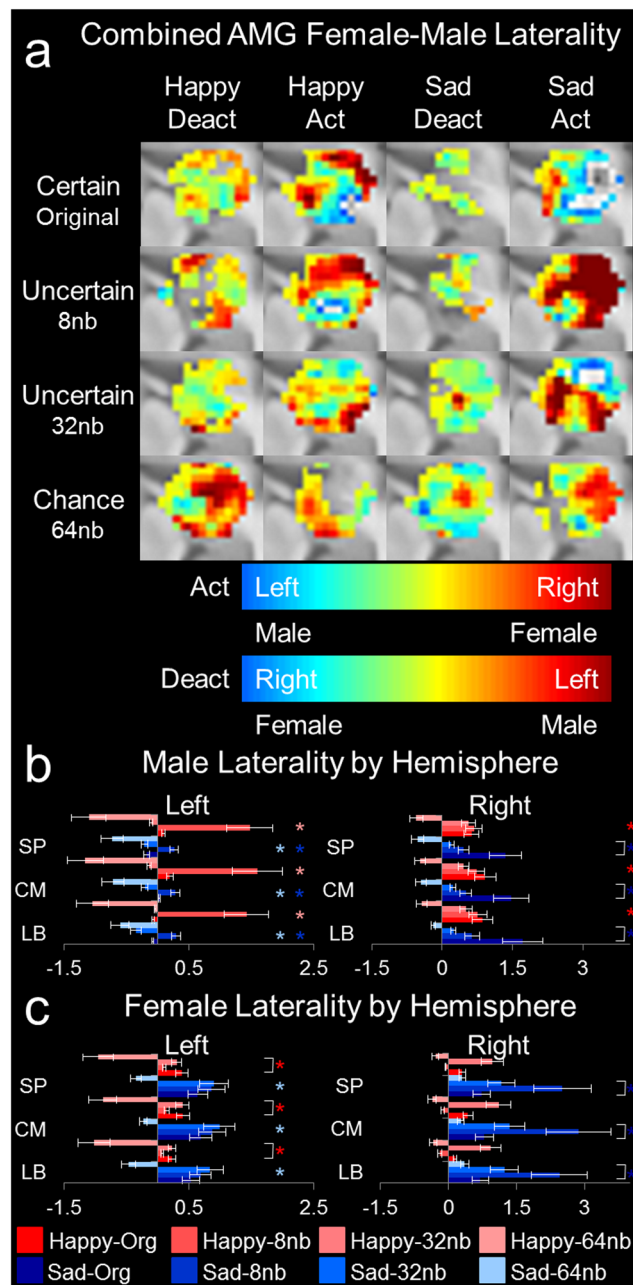 a
Combined AMG Female-Male Laterality
Happy Deact
Happy Act
Sad Deact
Sad Act
Certain
Original
Uncertain
8nb
Uncertain
32nb
Chance
64nb
Act
Left
Right
Male
Female
Deact
Right
Left
Female
Male
b
Male Laterality by Hemisphere
Left
Right
* *
SP
* * *
* *
CM
* * *
* *
LB
* * *
-1.5 0.5 2.5
-1.5 0 1.5 3
c
Female Laterality by Hemisphere
Left
Right
*
SP
* *
*
CM
* *
*
LB
* *
-1.5 0.5 2.5
-1.5 0 1.5 3
Happy-Org Happy-8nb Happy-32nb Happy-64nb
Sad-Org Sad-8nb Sad-32nb Sad-64nb